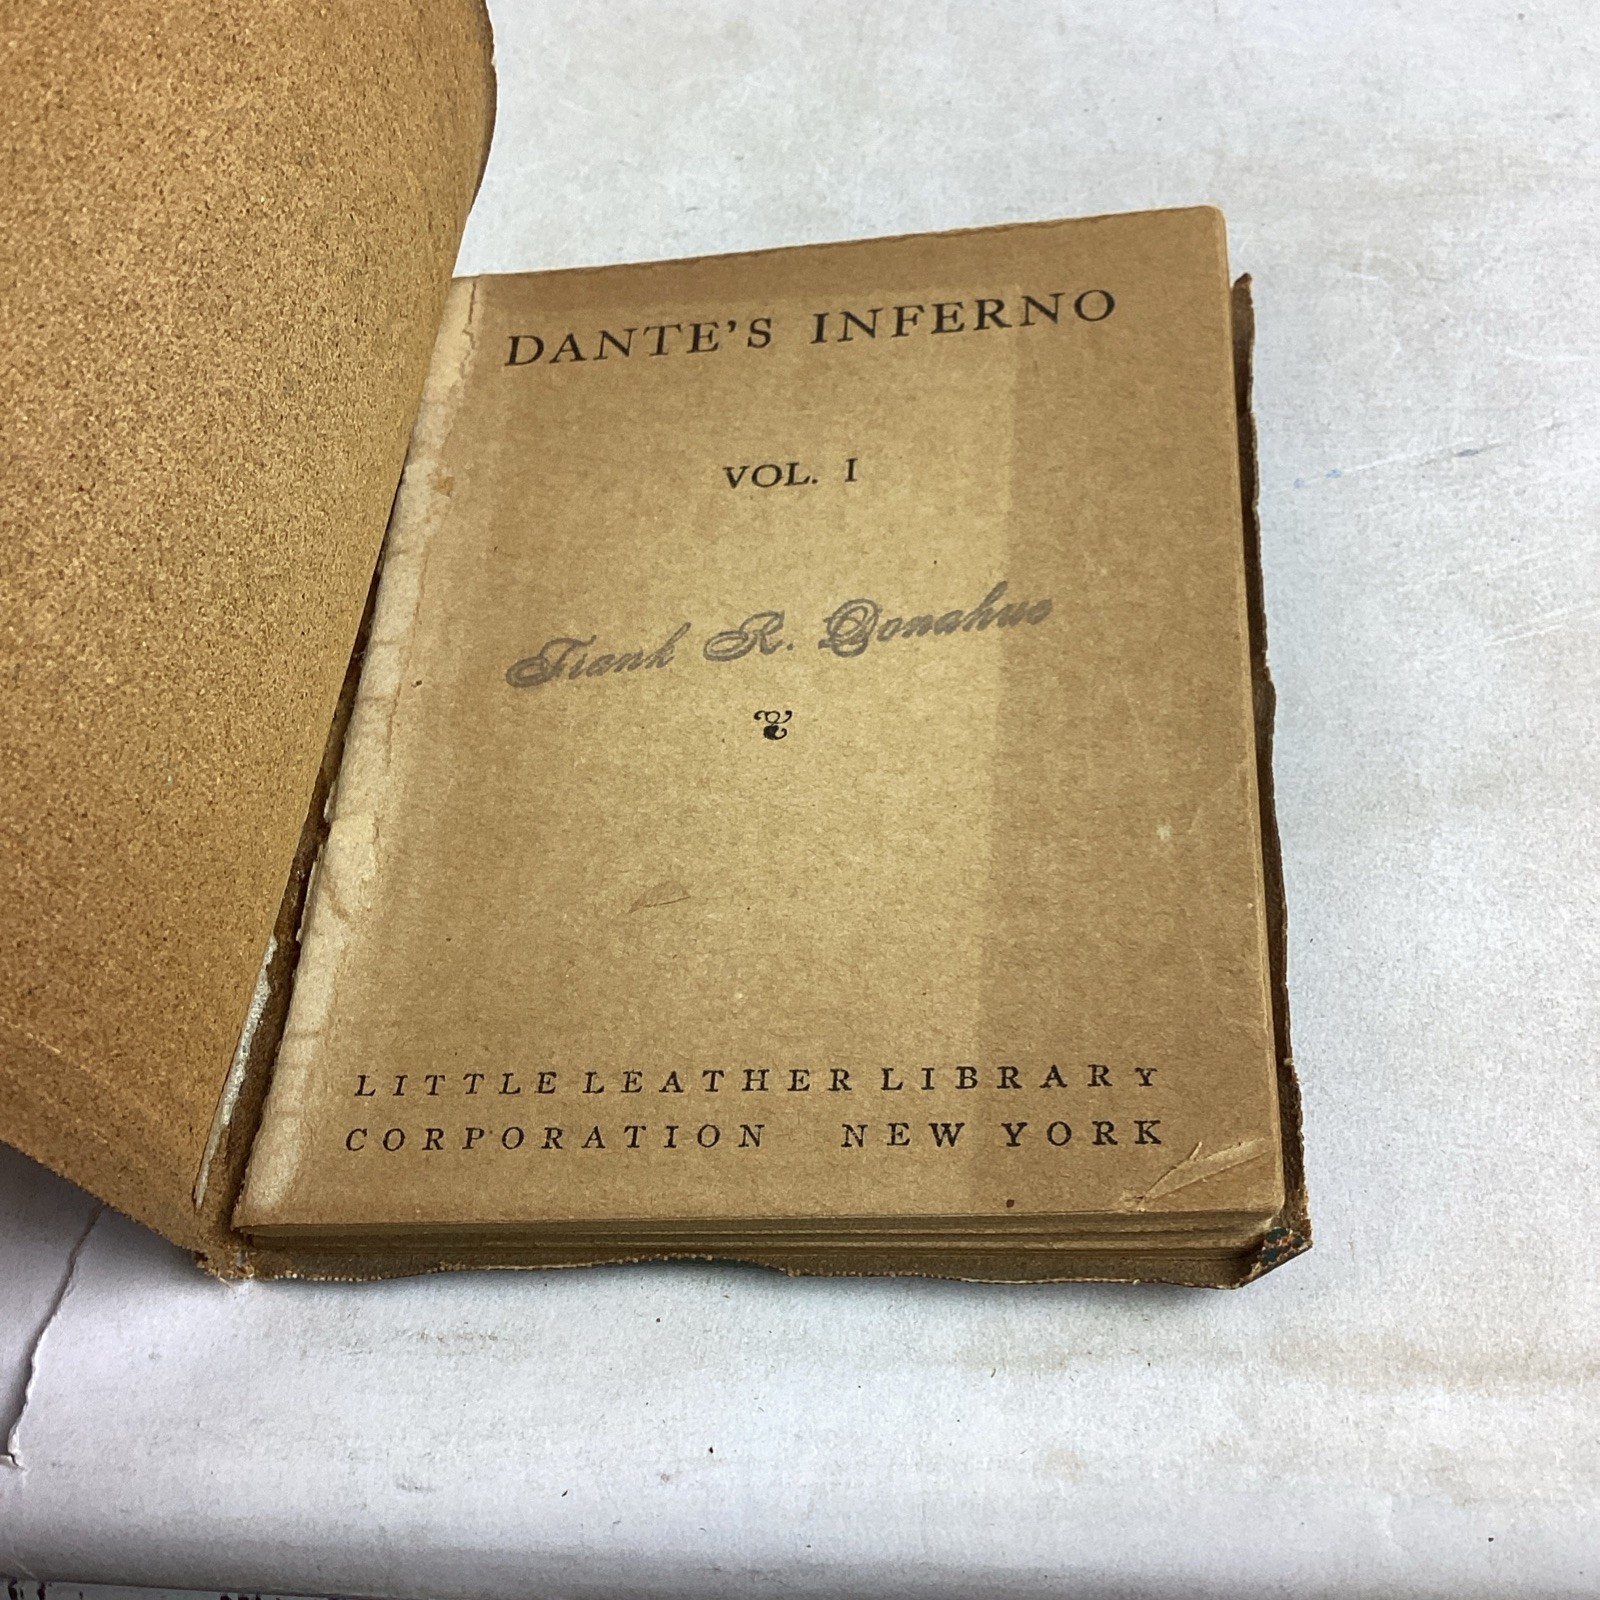 DANTE'S INFERNO
VOL. I
Frank R. Donahue
LITTLE LEATHER LIBRARY
CORPORATION NEW YORK